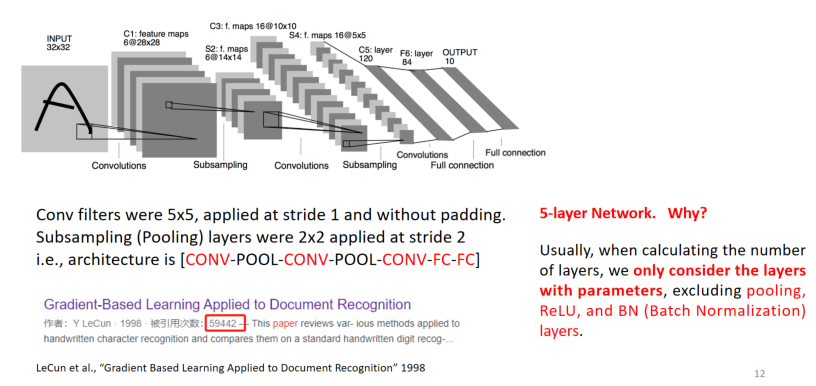 C3: f. maps 16@10x10
INPUT
32x32
C1: feature maps
6@28x28
S2: f. maps
6@14x14
S4: f. maps 16@5x5
C5: layer
120
F6: layer
84
OUTPUT
10
A
Convolutions
Subsampling
Convolutions
Subsampling
Convolutions
Full connection
Full connection
Conv filters were 5x5, applied at stride 1 and without padding.
Subsampling (Pooling) layers were 2x2 applied at stride 2
i.e., architecture is [CONV-POOL-CONV-POOL-CONV-FC-FC]
Gradient-Based Learning Applied to Document Recognition
作者: Y LeCun · 1998 · 被引用次数: 59442 — This paper reviews var- ious methods applied to
handwritten character recognition and compares them on a standard handwritten digit recog-...
LeCun et al., “Gradient Based Learning Applied to Document Recognition” 1998
5-layer Network. Why?
Usually, when calculating the number
of layers, we only consider the layers
with parameters, excluding pooling,
ReLU, and BN (Batch Normalization)
layers.
12